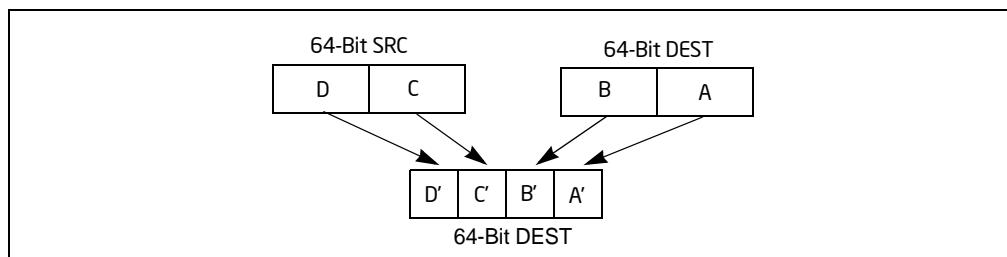 64-Bit SRC 64-Bit DEST
D C B A
D’ C’ B’ A’
64-Bit DEST